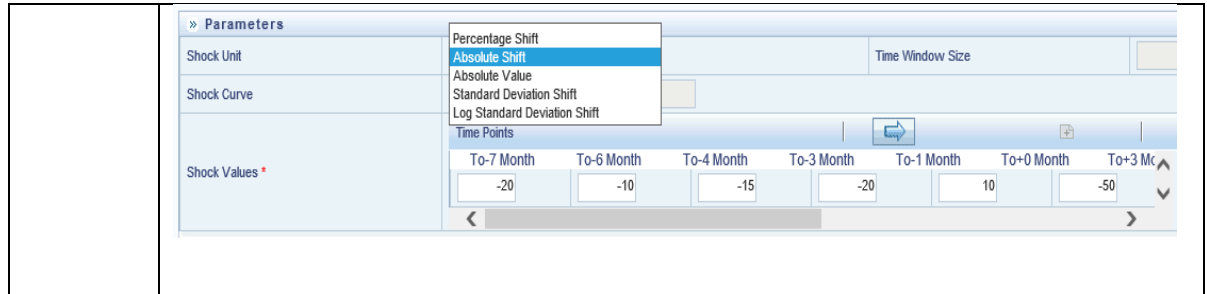 » Parameters
Shock Unit
Percentage Shift
Absolute Shift
Absolute Value
Standard Deviation Shift
Log Standard Deviation Shift
Time Window Size
Shock Curve
Shock Values *
Time Points
To-7 Month To-6 Month To-4 Month To-3 Month To-1 Month To+0 Month To+3
-20 -10 -15 -20 10 -50